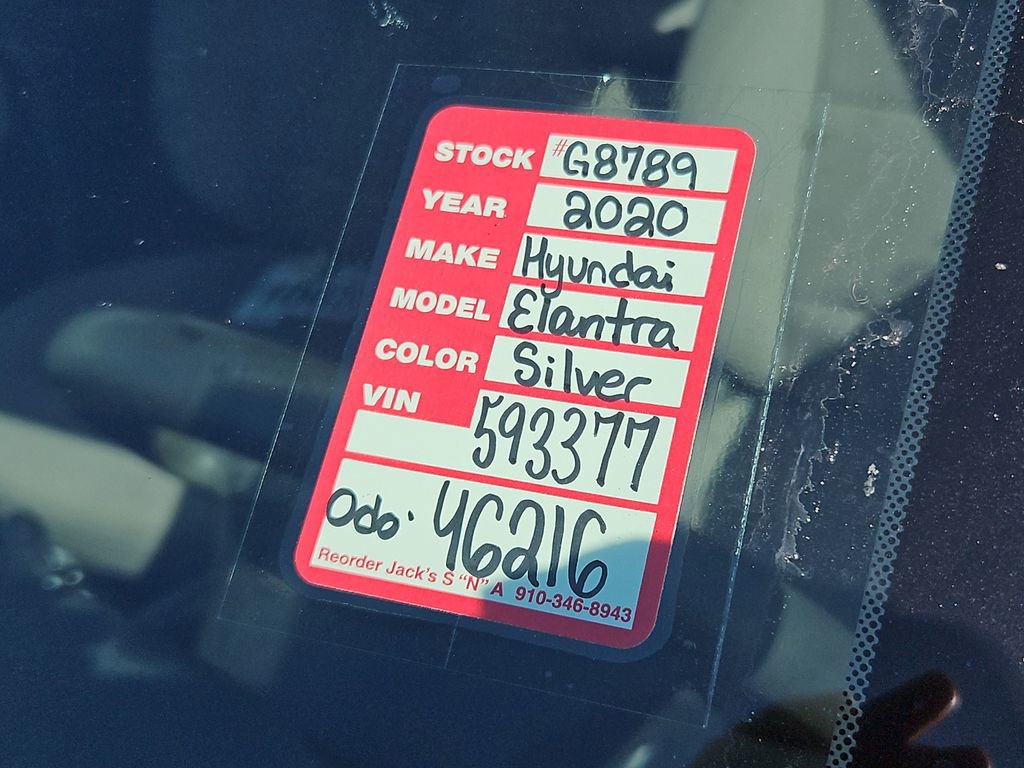 STOCK #G8789
YEAR 2020
MAKE Hyundai
MODEL Elantra
COLOR Silver
VIN 593377
Odo: 46216
Reorder Jack's S "N" A 910-346-8943